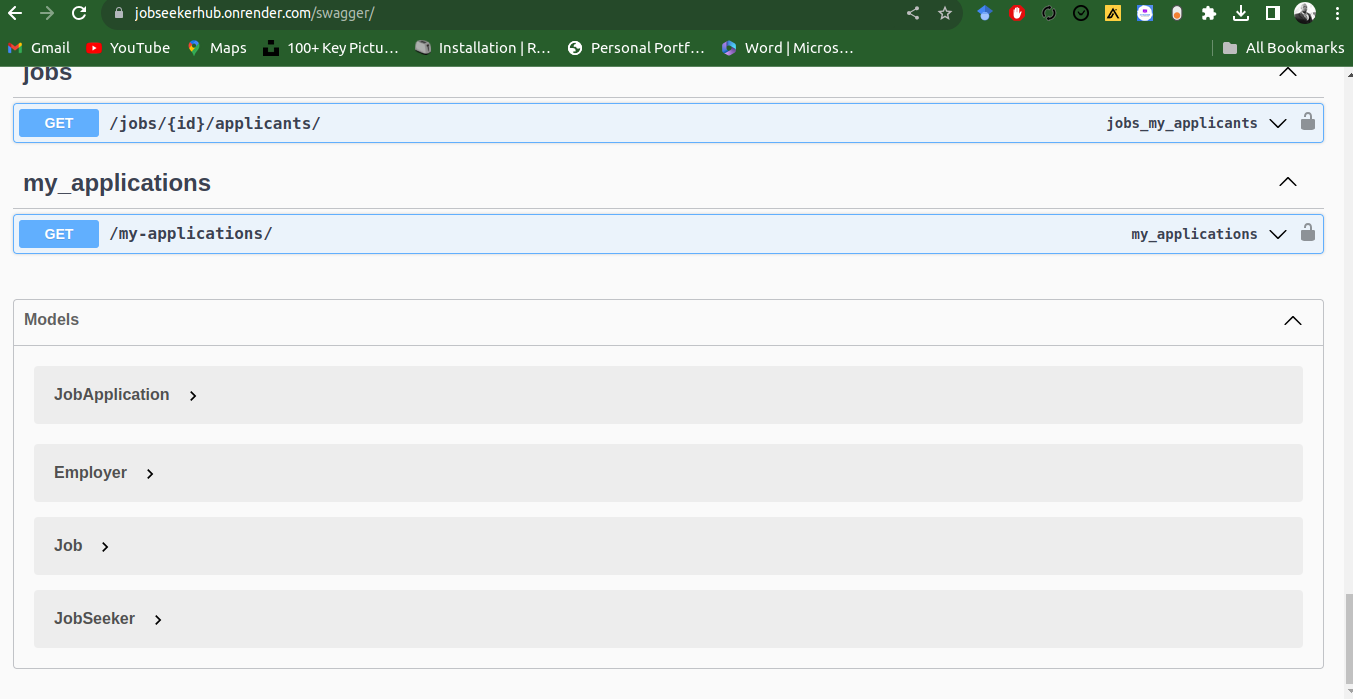 jobseekerhub.onrender.com/swagger/
Gmail YouTube Maps 100+ Key Pictu... Installation | R... Personal Portf... Word | Micros... All Bookmarks
jobs
GET /jobs/{id}/applicants/ jobs_my_applicants
my_applications
GET /my-applications/ my_applications
Models
JobApplication
Employer
Job
JobSeeker